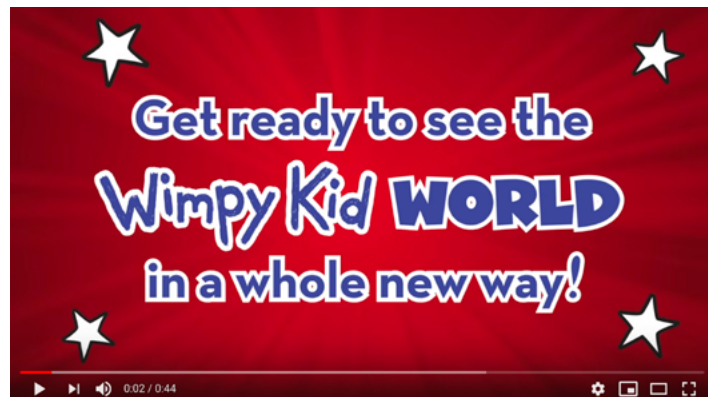 Get ready to see the
Wimpy Kid WORLD
in a whole new way!
0:02 / 0:44